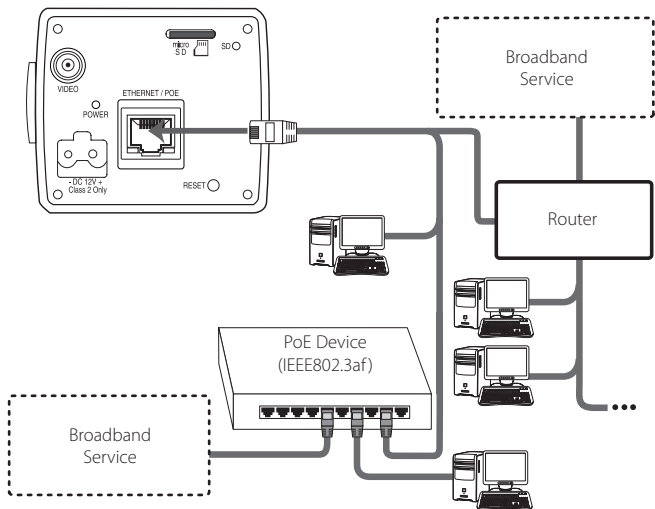 micro
S D
SD
VIDEO
ETHERNET / POE
POWER
- DC 12V +
Class 2 Only
RESET
Broadband
Service
Router
PoE Device
(IEEE802.3af)
Broadband
Service